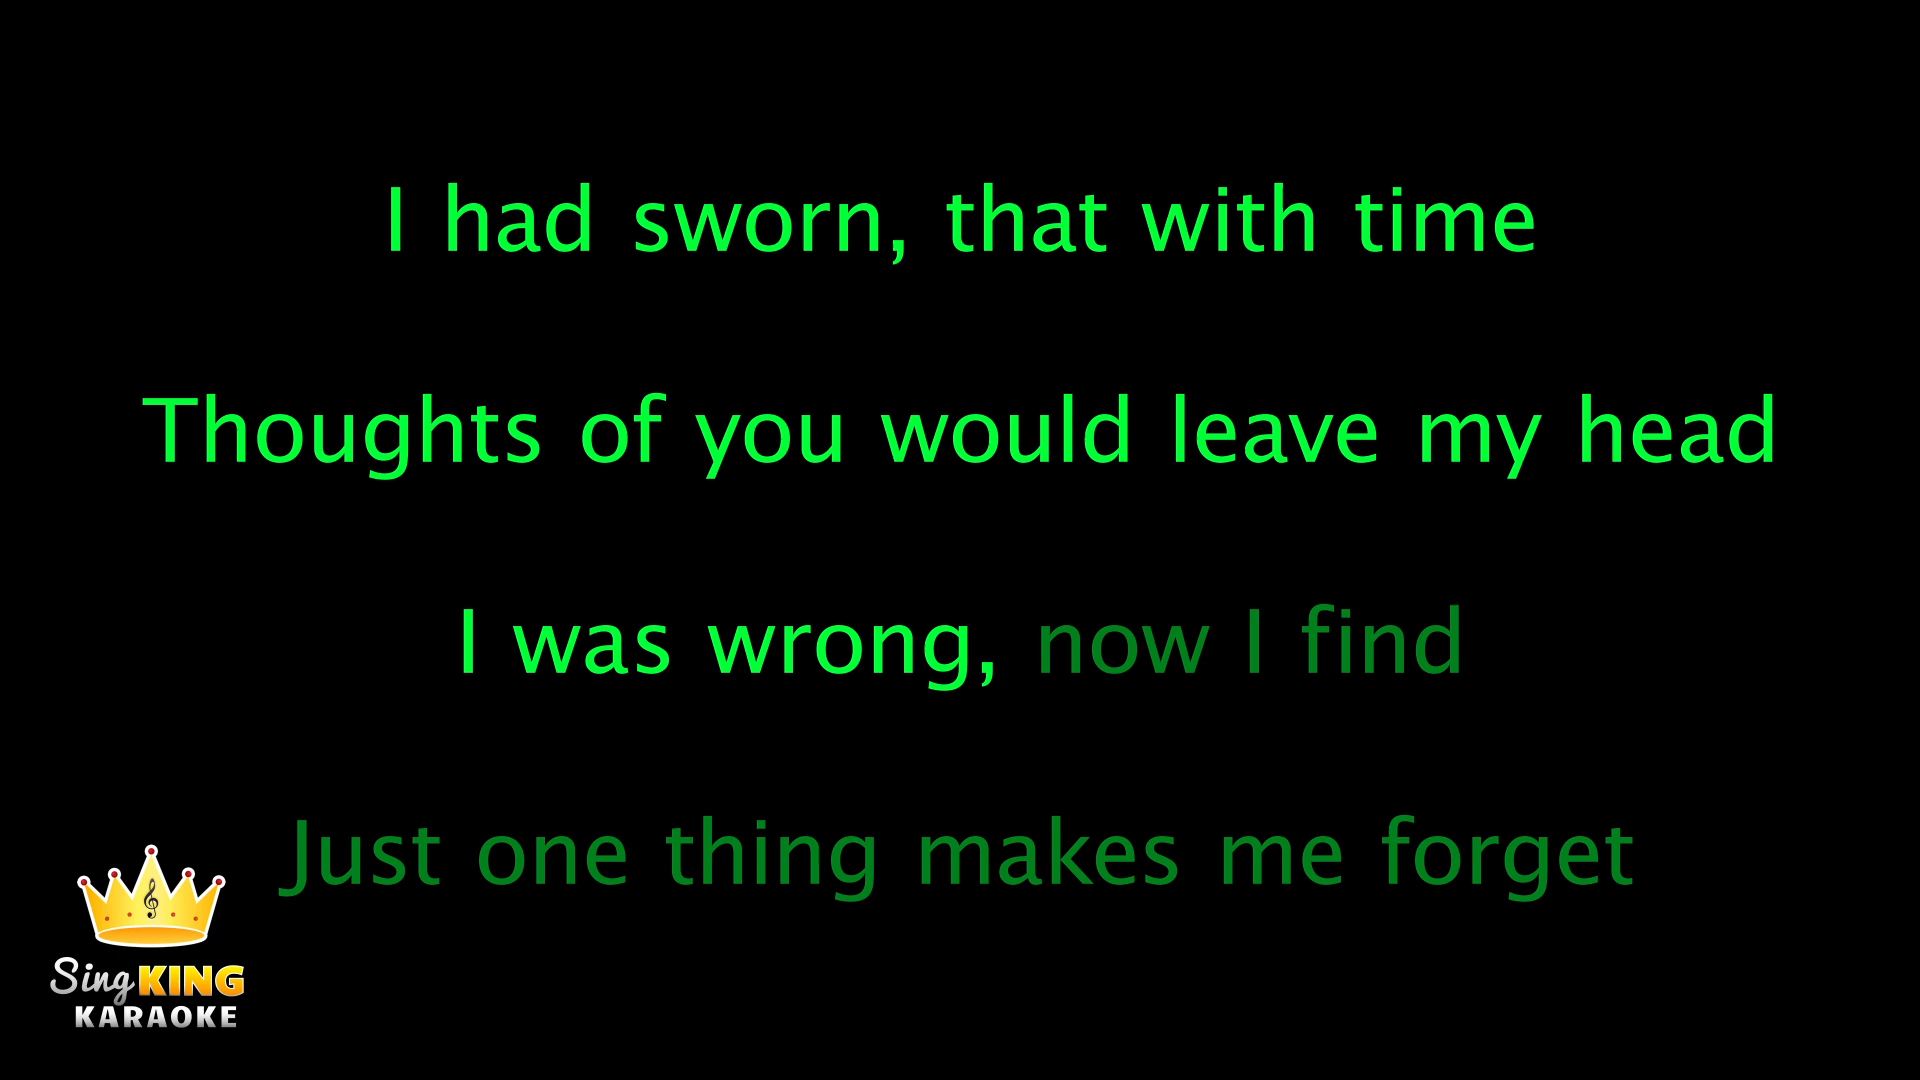 I had sworn, that with time
Thoughts of you would leave my head
I was wrong, now I find
Just one thing makes me forget
Sing KING
KARAOKE